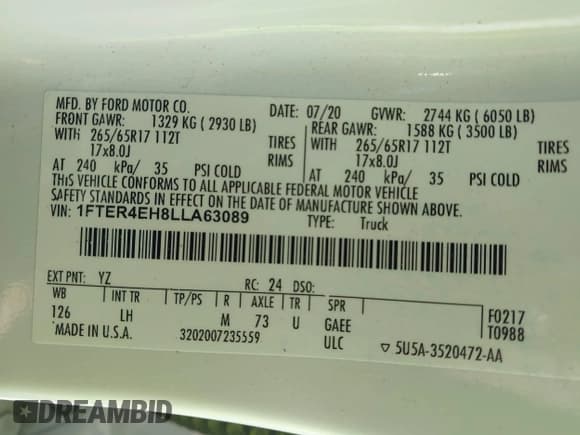 MFD. BY FORD MOTOR CO. DATE: 07/20 GVWR: 2744 KG ( 6050 LB)
FRONT GAWR: 1329 KG ( 2930 LB) REAR GAWR: 1588 KG ( 3500 LB)
WITH 265/65R17 112T TIRES WITH 265/65R17 112T TIRES
17x8.0J RIMS 17x8.0J RIMS
AT 240 kPa/ 35 PSI COLD AT 240 kPa/ 35 PSI COLD
THIS VEHICLE CONFORMS TO ALL APPLICABLE FEDERAL MOTOR VEHICLE
SAFETY STANDARDS IN EFFECT ON THE DATE OF MANUFACTURE SHOWN ABOVE.
VIN: 1FTER4EH8LLA63089 TYPE: Truck
EXT PNT: YZ RC: 24 DSO:
WB INT TR TP/PS R AXLE TR SPR F0217
126 LH M 73 U GAEE T0988
MADE IN U.S.A. 3202007235559 ULC ▽ 5U5A-3520472-AA
DREAMBID